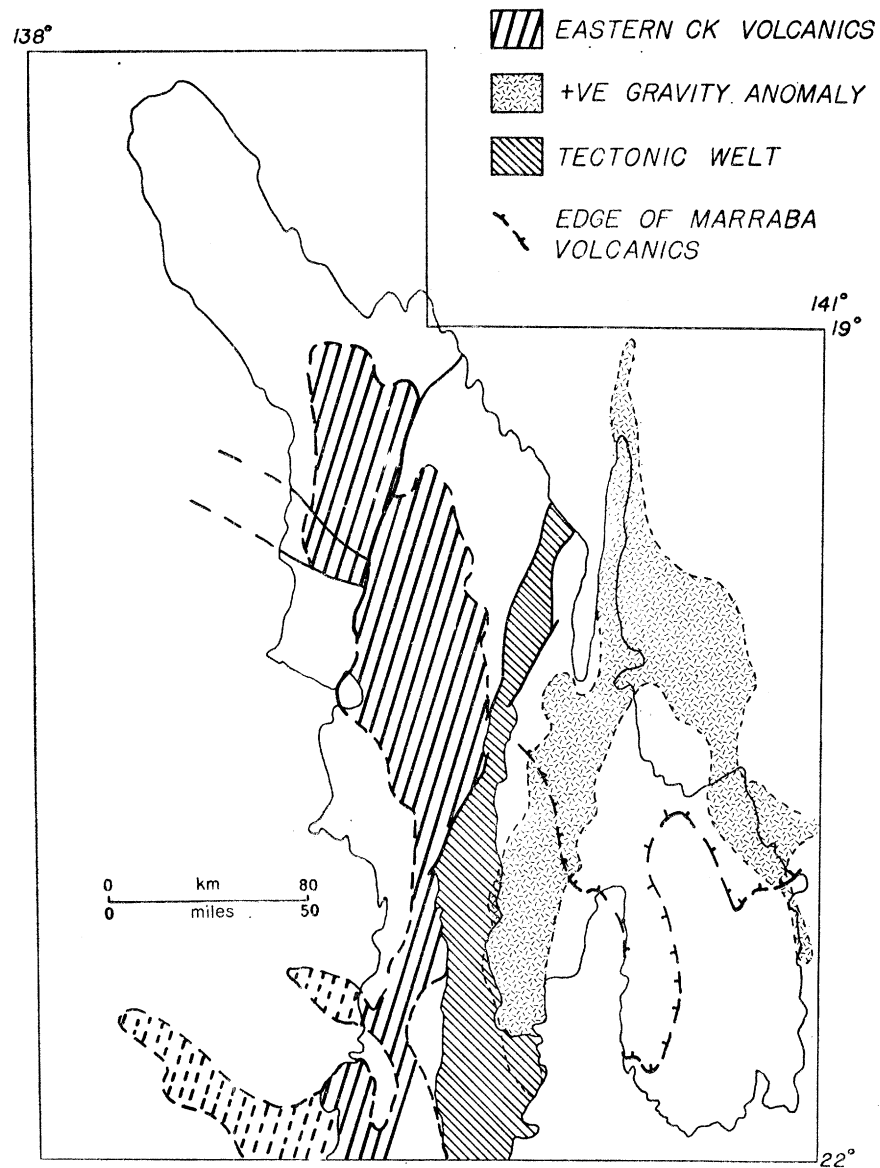 138°
EASTERN CK VOLCANICS
+VE GRAVITY ANOMALY
TECTONIC WELT
EDGE OF MARRABA
VOLCANICS
141°
19°
0 km 80
0 miles 50
22°